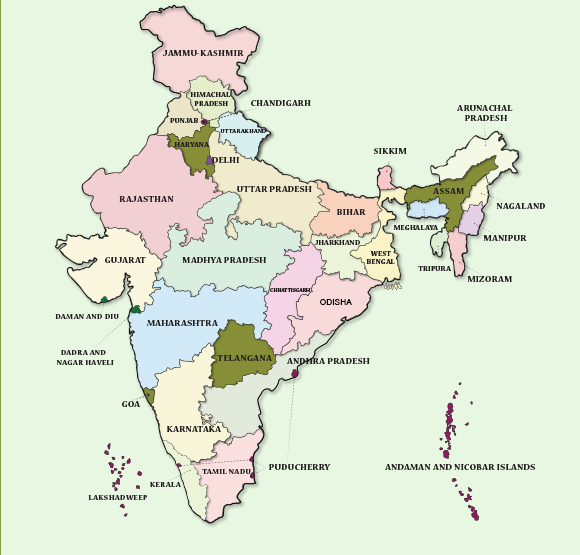 JAMMU-KASHMIR
HIMACHAL
PRADESH
CHANDIGARH
PUNJAB
UTTARAKHAND
HARYANA
DELHI
ARUNACHAL
PRADESH
SIKKIM
ASSAM
UTTAR PRADESH
RAJASTHAN
BIHAR
NAGALAND
MEGHALAYA
MANIPUR
JHARKHAND
WEST
BENGAL
TRIPURA
MIZORAM
GUJARAT
MADHYA PRADESH
CHHATTISGARH
ODISHA
DAMAN AND DIU
MAHARASHTRA
DADRA AND
NAGAR HAVELI
TELANGANA
ANDHRA PRADESH
GOA
KARNATAKA
PUDUCHERRY
ANDAMAN AND NICOBAR ISLANDS
TAMIL NADU
KERALA
LAKSHADWEEP